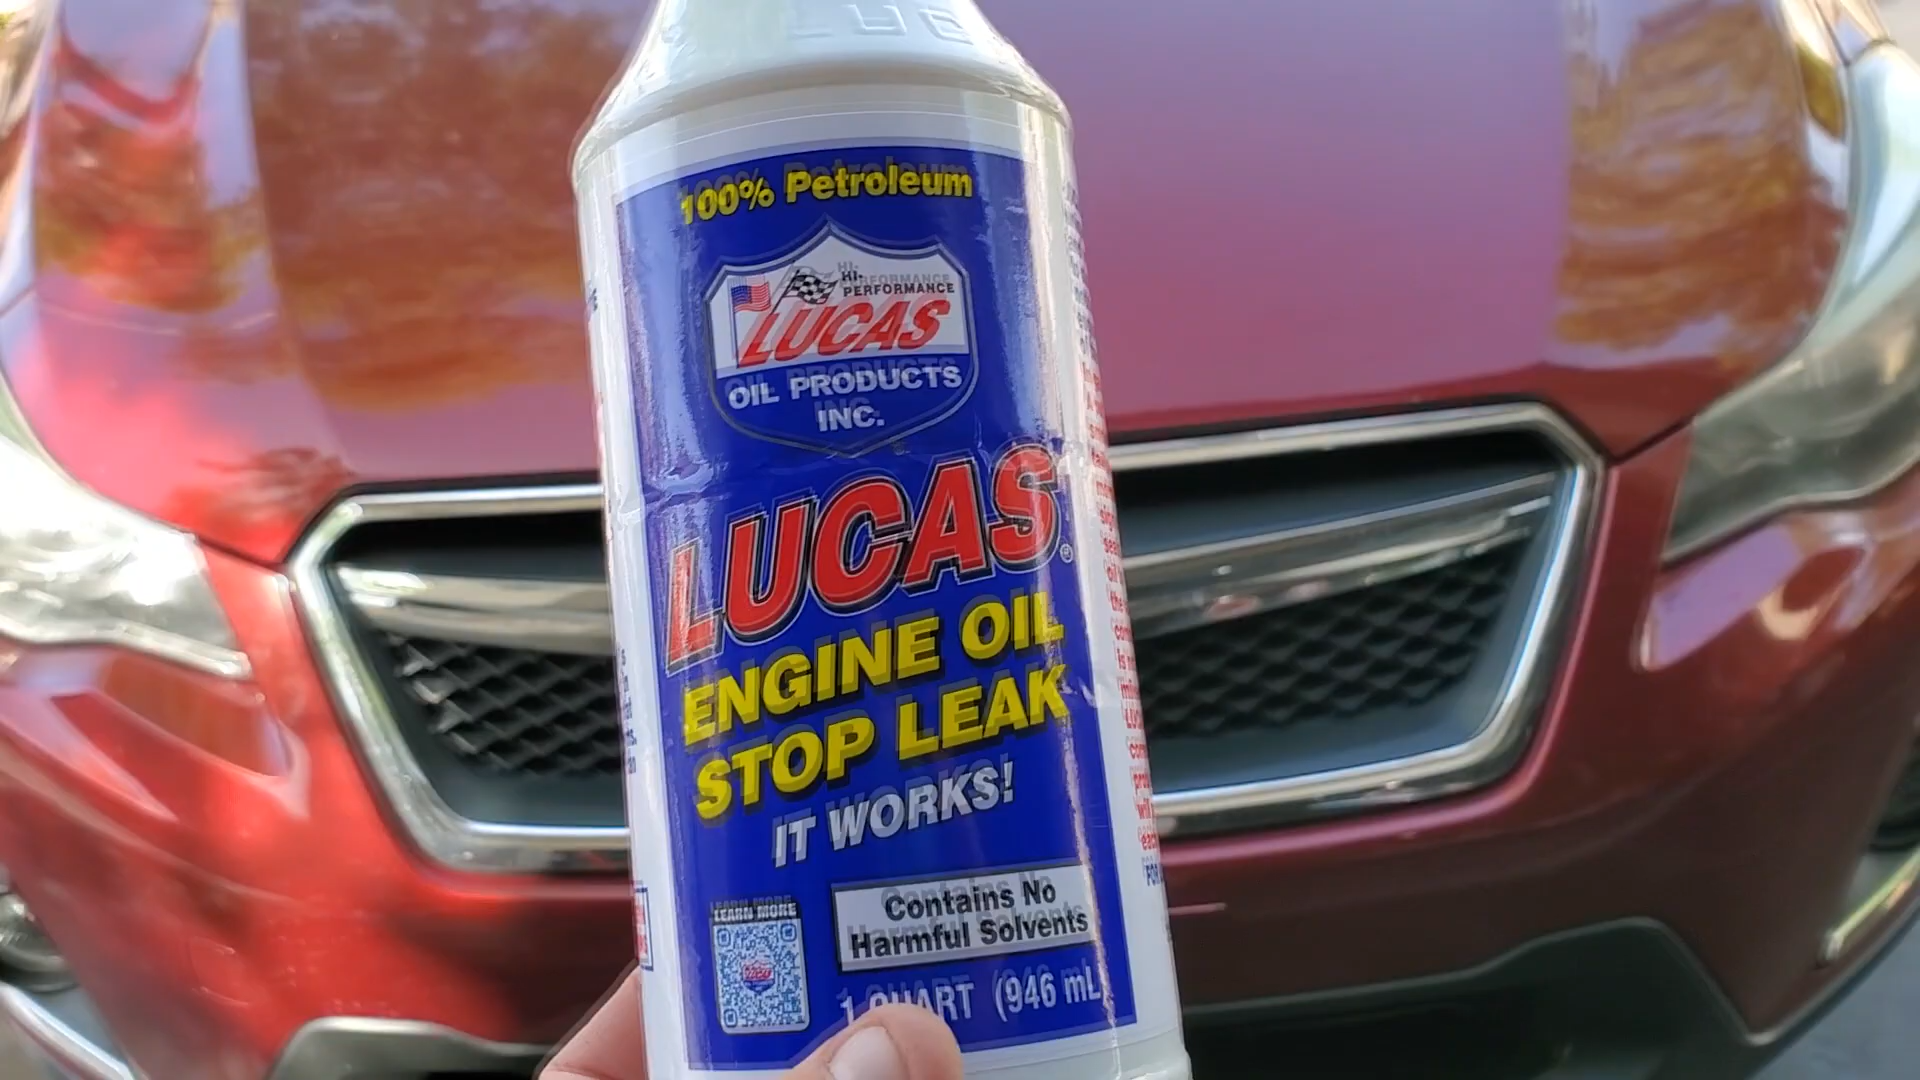 100% Petroleum
HI-
PERFORMANCE
LUCAS
OIL PRODUCTS
INC.
LUCAS®
ENGINE OIL
STOP LEAK
IT WORKS!
LEARN MORE
Contains No
Harmful Solvents
1 QUART (946 mL